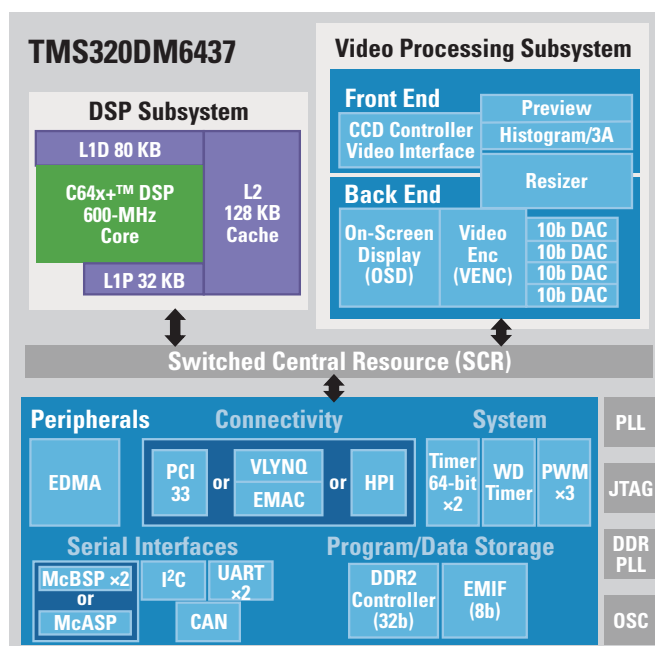 TMS320DM6437
DSP Subsystem
L1D 80 KB
C64x+™ DSP
600-MHz
Core
L2
128 KB
Cache
L1P 32 KB
Video Processing Subsystem
Front End
CCD Controller
Video Interface
Preview
Histogram/3A
Resizer
Back End
On-Screen
Display
(OSD)
Video
Enc
(VENC)
10b DAC
10b DAC
10b DAC
10b DAC
Switched Central Resource (SCR)
Peripherals
EDMA
Connectivity
PCI
33
or
VLYNQ
EMAC
or
HPI
System
Timer
64-bit
×2
WD
Timer
PWM
×3
Serial Interfaces
McBSP ×2
or
McASP
I²C
UART
×2
CAN
Program/Data Storage
DDR2
Controller
(32b)
EMIF
(8b)
PLL
JTAG
DDR
PLL
OSC